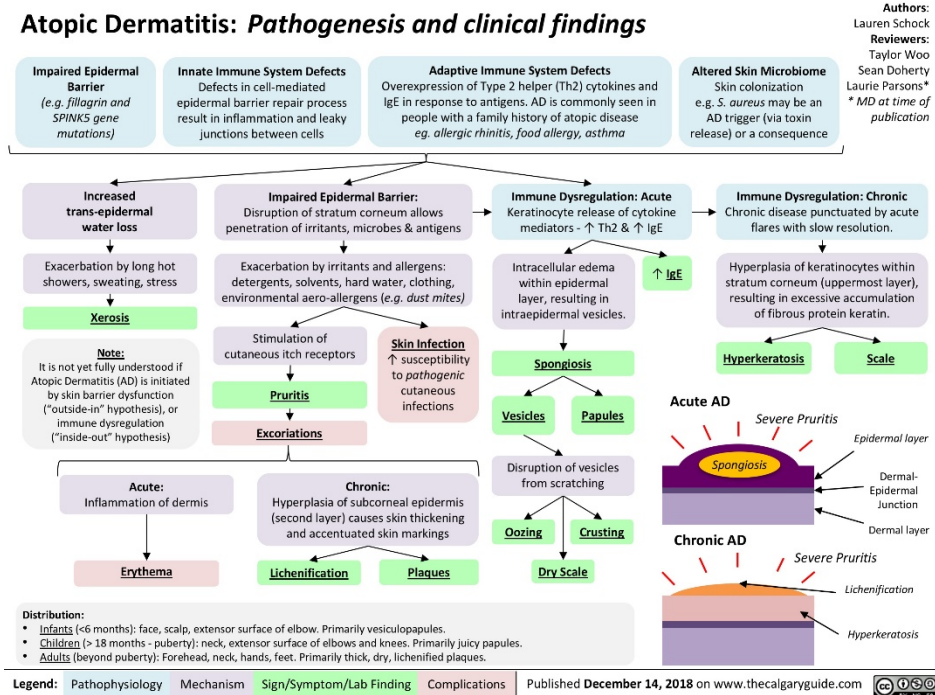 Atopic Dermatitis: Pathogenesis and clinical findings
Authors:
Lauren Schock
Reviewers:
Taylor Woo
Sean Doherty
Laurie Parsons*
* MD at time of
publication
Impaired Epidermal
Barrier
(e.g. fillagrin and
SPINK5 gene
mutations)
Innate Immune System Defects
Defects in cell-mediated
epidermal barrier repair process
result in inflammation and leaky
junctions between cells
Adaptive Immune System Defects
Overexpression of Type 2 helper (Th2) cytokines and
IgE in response to antigens. AD is commonly seen in
people with a family history of atopic disease
eg. allergic rhinitis, food allergy, asthma
Altered Skin Microbiome
Skin colonization
e.g. S. aureus may be an
AD trigger (via toxin
release) or a consequence
Increased
trans-epidermal
water loss
Exacerbation by long hot
showers, sweating, stress
Xerosis
Note:
It is not yet fully understood if
Atopic Dermatitis (AD) is initiated
by skin barrier dysfunction
("outside-in" hypothesis), or
immune dysregulation
("inside-out" hypothesis)
Impaired Epidermal Barrier:
Disruption of stratum corneum allows
penetration of irritants, microbes & antigens
Exacerbation by irritants and allergens:
detergents, solvents, hard water, clothing,
environmental aero-allergens (e.g. dust mites)
Stimulation of
cutaneous itch receptors
Pruritis
Excoriations
Skin Infection
↑ susceptibility
to pathogenic
cutaneous
infections
Acute:
Inflammation of dermis
Erythema
Chronic:
Hyperplasia of subcorneal epidermis
(second layer) causes skin thickening
and accentuated skin markings
Lichenification
Plaques
Immune Dysregulation: Acute
Keratinocyte release of cytokine
mediators - ↑ Th2 & ↑ IgE
Intracellular edema
within epidermal
layer, resulting in
intraepidermal vesicles.
↑ IgE
Spongiosis
Vesicles
Papules
Disruption of vesicles
from scratching
Oozing
Crusting
Dry Scale
Immune Dysregulation: Chronic
Chronic disease punctuated by acute
flares with slow resolution.
Hyperplasia of keratinocytes within
stratum corneum (uppermost layer),
resulting in excessive accumulation
of fibrous protein keratin.
Hyperkeratosis
Scale
Acute AD
Severe Pruritis
Spongiosis
Epidermal layer
Dermal-
Epidermal
Junction
Dermal layer
Chronic AD
Severe Pruritis
Lichenification
Hyperkeratosis
Distribution:
• Infants (<6 months): face, scalp, extensor surface of elbow. Primarily vesiculopapules.
• Children (> 18 months - puberty): neck, extensor surface of elbows and knees. Primarily juicy papules.
• Adults (beyond puberty): Forehead, neck, hands, feet. Primarily thick, dry, lichenified plaques.
Legend: Pathophysiology Mechanism Sign/Symptom/Lab Finding Complications Published December 14, 2018 on www.thecalgaryguide.com